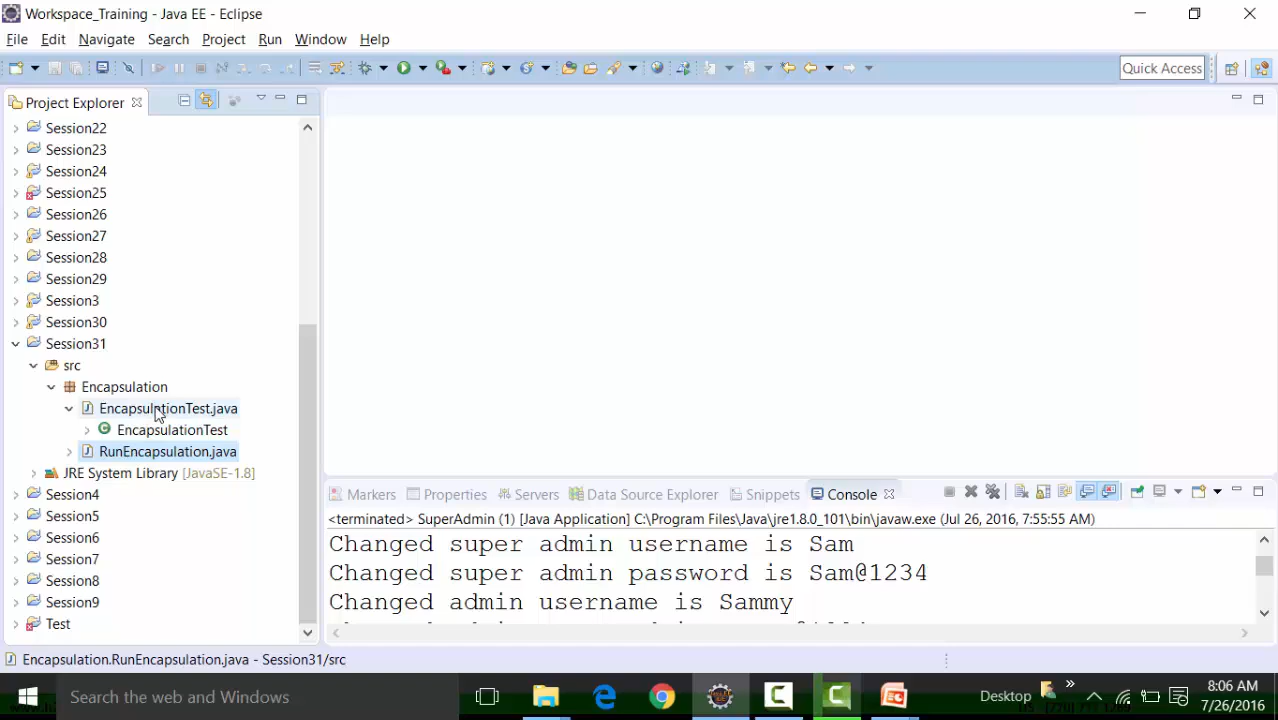 Workspace_Training - Java EE - Eclipse
File Edit Navigate Search Project Run Window Help
Quick Access
Project Explorer
Session22
Session23
Session24
Session25
Session26
Session27
Session28
Session29
Session3
Session30
Session31
src
Encapsulation
EncapsulationTest.java
EncapsulationTest
RunEncapsulation.java
JRE System Library [JavaSE-1.8]
Session4
Session5
Session6
Session7
Session8
Session9
Test
Markers Properties Servers Data Source Explorer Snippets Console
<terminated> SuperAdmin (1) [Java Application] C:\Program Files\Java\jre1.8.0_101\bin\javaw.exe (Jul 26, 2016, 7:55:55 AM)
Changed super admin username is Sam
Changed super admin password is Sam@1234
Changed admin username is Sammy
Encapsulation.RunEncapsulation.java - Session31/src
Search the web and Windows
Desktop
8:06 AM
7/26/2016